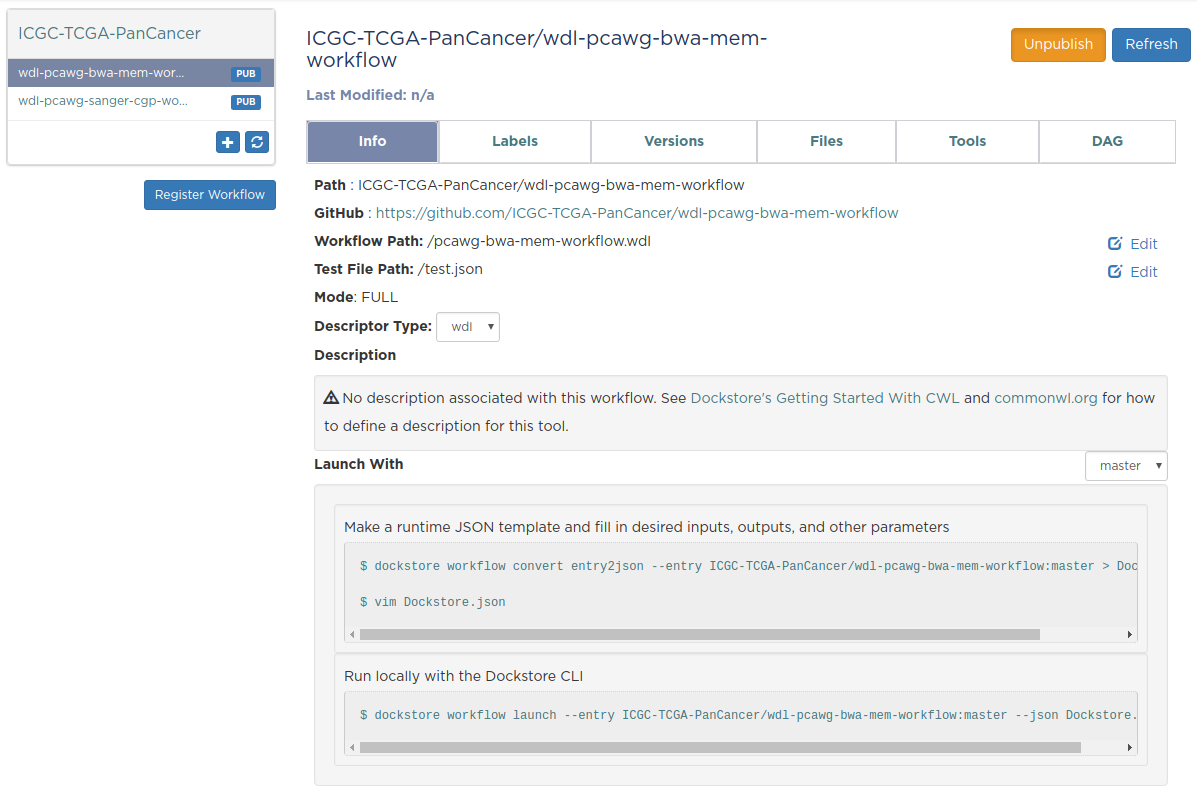 ICGC-TCGA-PanCancer
wdl-pcawg-bwa-mem-wor... PUB
wdl-pcawg-sanger-cgp-wo... PUB
Register Workflow
ICGC-TCGA-PanCancer/wdl-pcawg-bwa-mem-
workflow
Unpublish Refresh
Last Modified: n/a
Info Labels Versions Files Tools DAG
Path : ICGC-TCGA-PanCancer/wdl-pcawg-bwa-mem-workflow
GitHub : https://github.com/ICGC-TCGA-PanCancer/wdl-pcawg-bwa-mem-workflow
Workflow Path: /pcawg-bwa-mem-workflow.wdl Edit
Test File Path: /test.json Edit
Mode: FULL
Descriptor Type: wdl
Description
No description associated with this workflow. See Dockstore's Getting Started With CWL and commonwl.org for how
to define a description for this tool.
Launch With master
Make a runtime JSON template and fill in desired inputs, outputs, and other parameters
$ dockstore workflow convert entry2json --entry ICGC-TCGA-PanCancer/wdl-pcawg-bwa-mem-workflow:master > Doc
$ vim Dockstore.json
Run locally with the Dockstore CLI
$ dockstore workflow launch --entry ICGC-TCGA-PanCancer/wdl-pcawg-bwa-mem-workflow:master --json Dockstore.